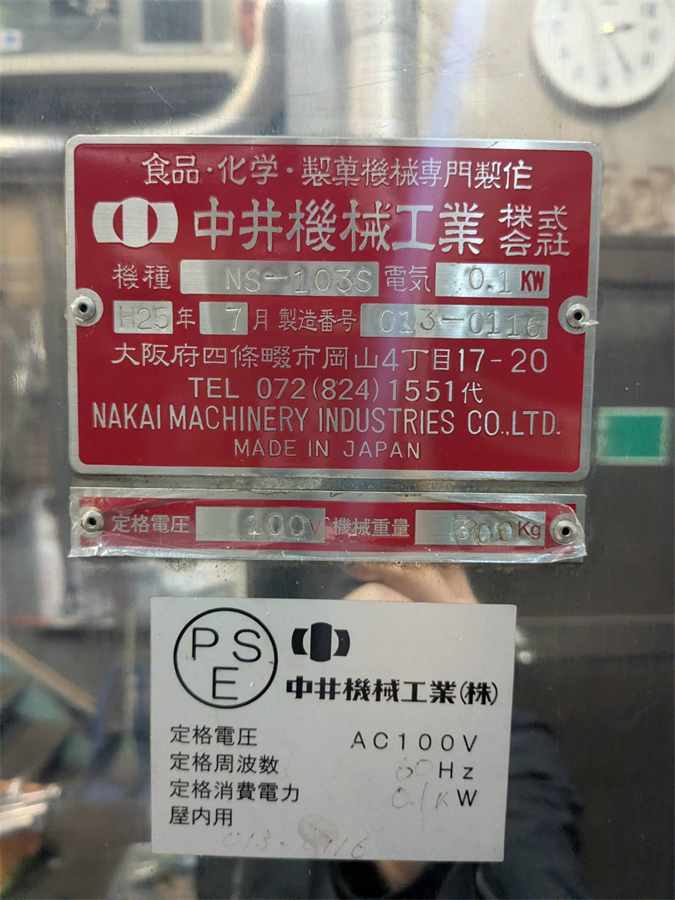 食品・化学・製菓機械専門製作
中井機械工業 株式会社
機種 NS-103S 電気 0.1 KW
H25年 7月 製造番号 013-0116
大阪府四條畷市岡山4丁目17-20
TEL 072(824)1551代
NAKAI MACHINERY INDUSTRIES CO.,LTD.
MADE IN JAPAN
定格電圧 100V 機械重量 300Kg
PSE
中井機械工業(株)
定格電圧 AC100V
定格周波数 60Hz
定格消費電力 0.1KW
屋内用
013-0116